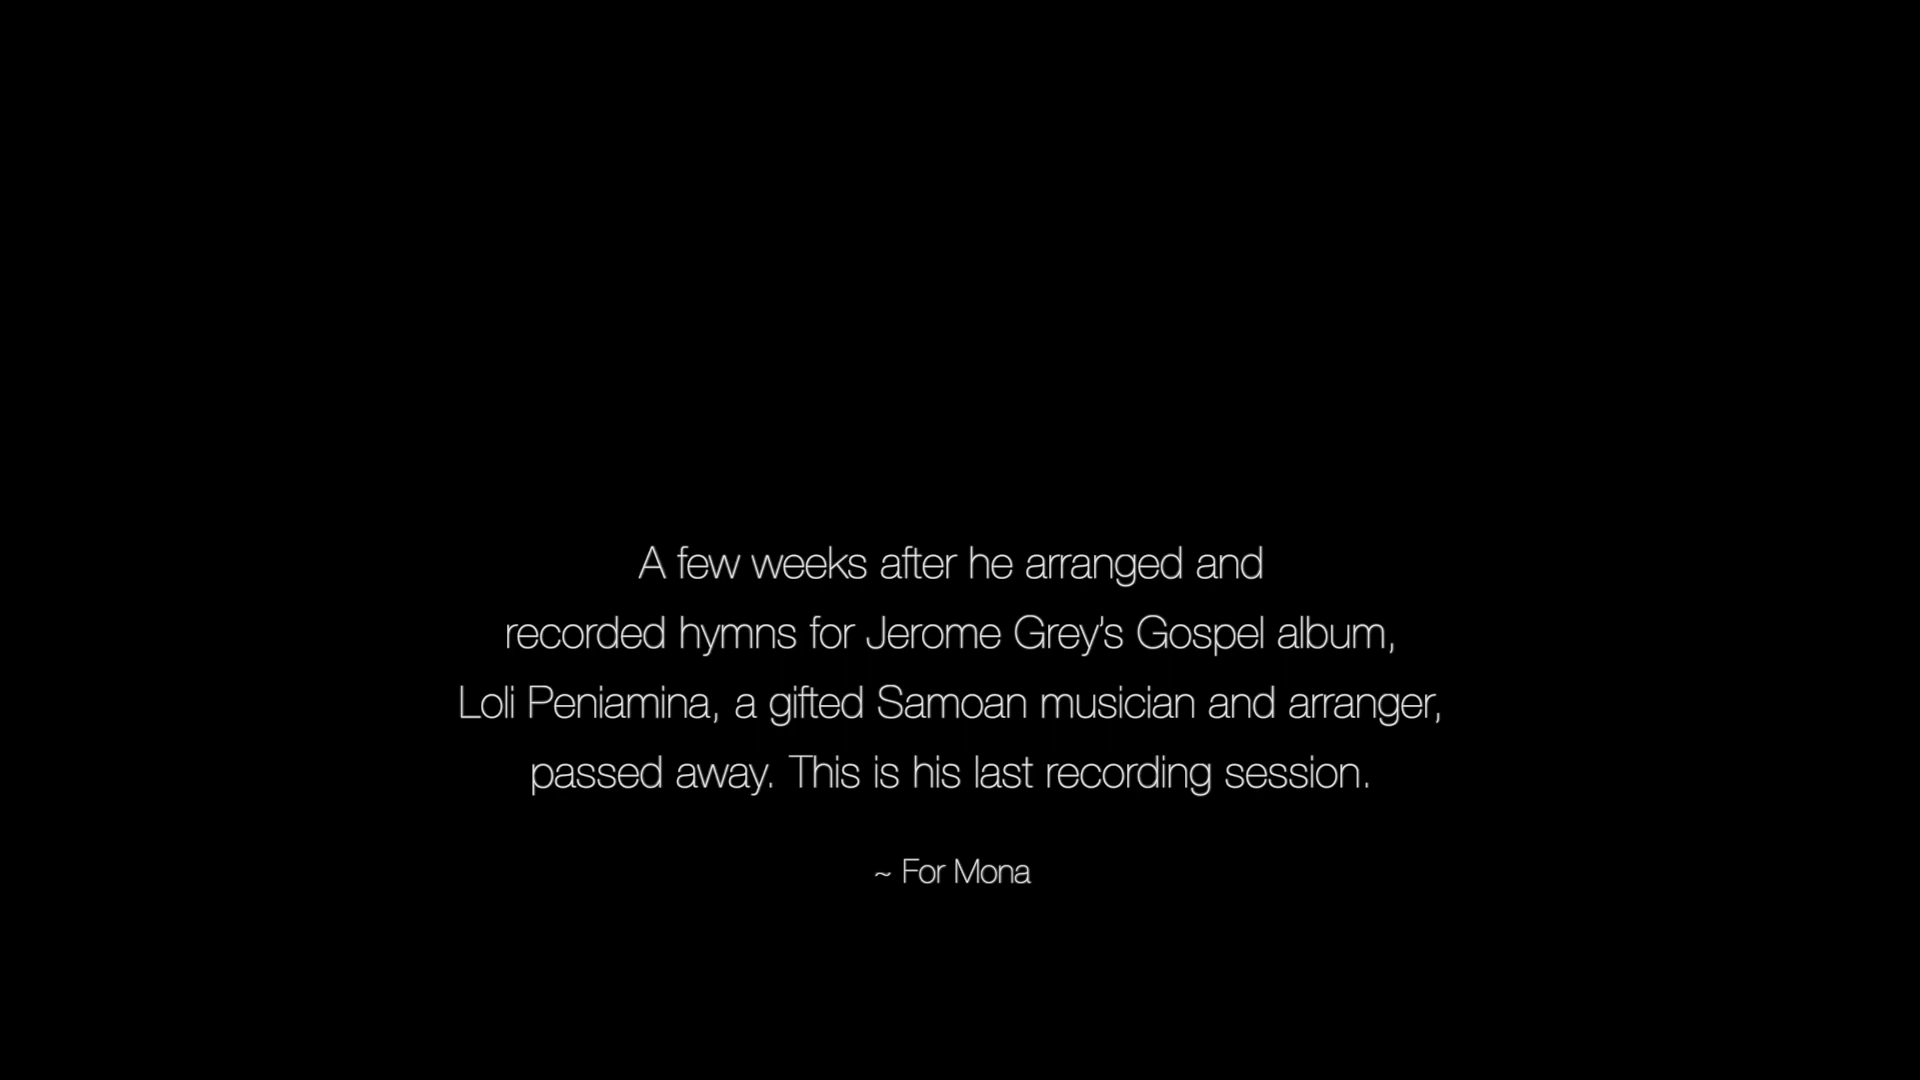 A few weeks after he arranged and
recorded hymns for Jerome Grey's Gospel album,
Loli Peniamina, a gifted Samoan musician and arranger,
passed away. This is his last recording session.
~ For Mona